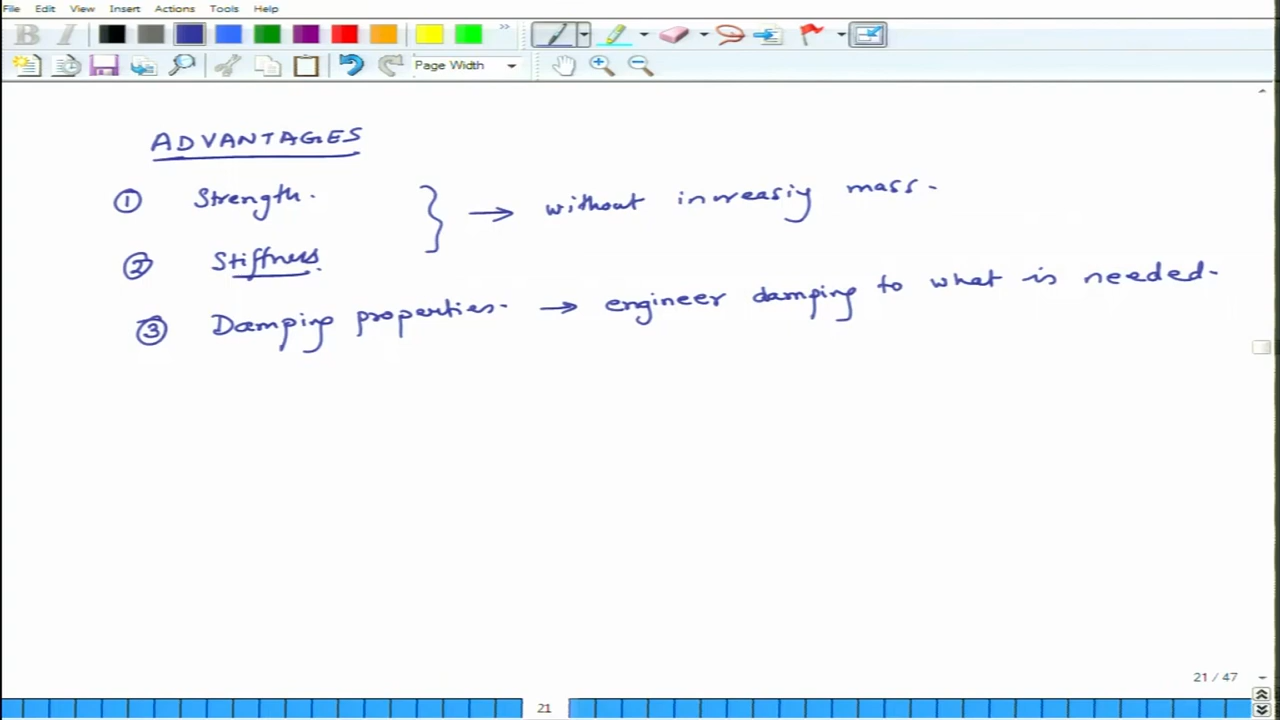 File Edit View Insert Actions Tools Help
B I
Page Width
ADVANTAGES
① Strength. } → without increasiy mass.
② Stiffness.
③ Damping properties. → engineer damping to what is needed.
21 / 47
21